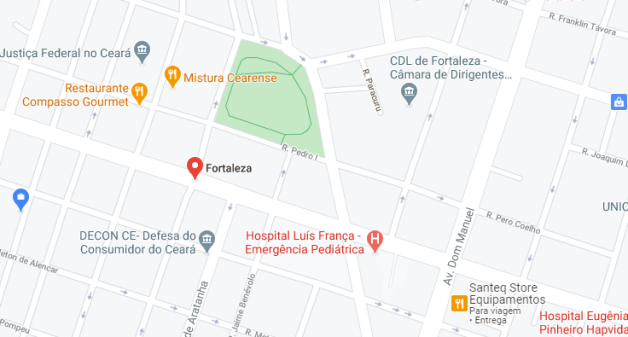 R. Franklin Távora
Justiça Federal no Ceará
CDL de Fortaleza -
Câmara de Dirigentes...
Mistura Cearense
Restaurante
Compasso Gourmet
R. Paracuru
R. Pedro I
R. Joaquim
Fortaleza
UNIC
R. Pero Coelho
Av. Dom Manuel
DECON CE- Defesa do
Consumidor do Ceará
Hospital Luís França -
Emergência Pediátrica
de Alencar
de Aratanha
R. Jaime Benévolo
Santeq Store
Equipamentos
Para viagem
• Entrega
Hospital Eugênia
Pinheiro Hapvida
Pompeu